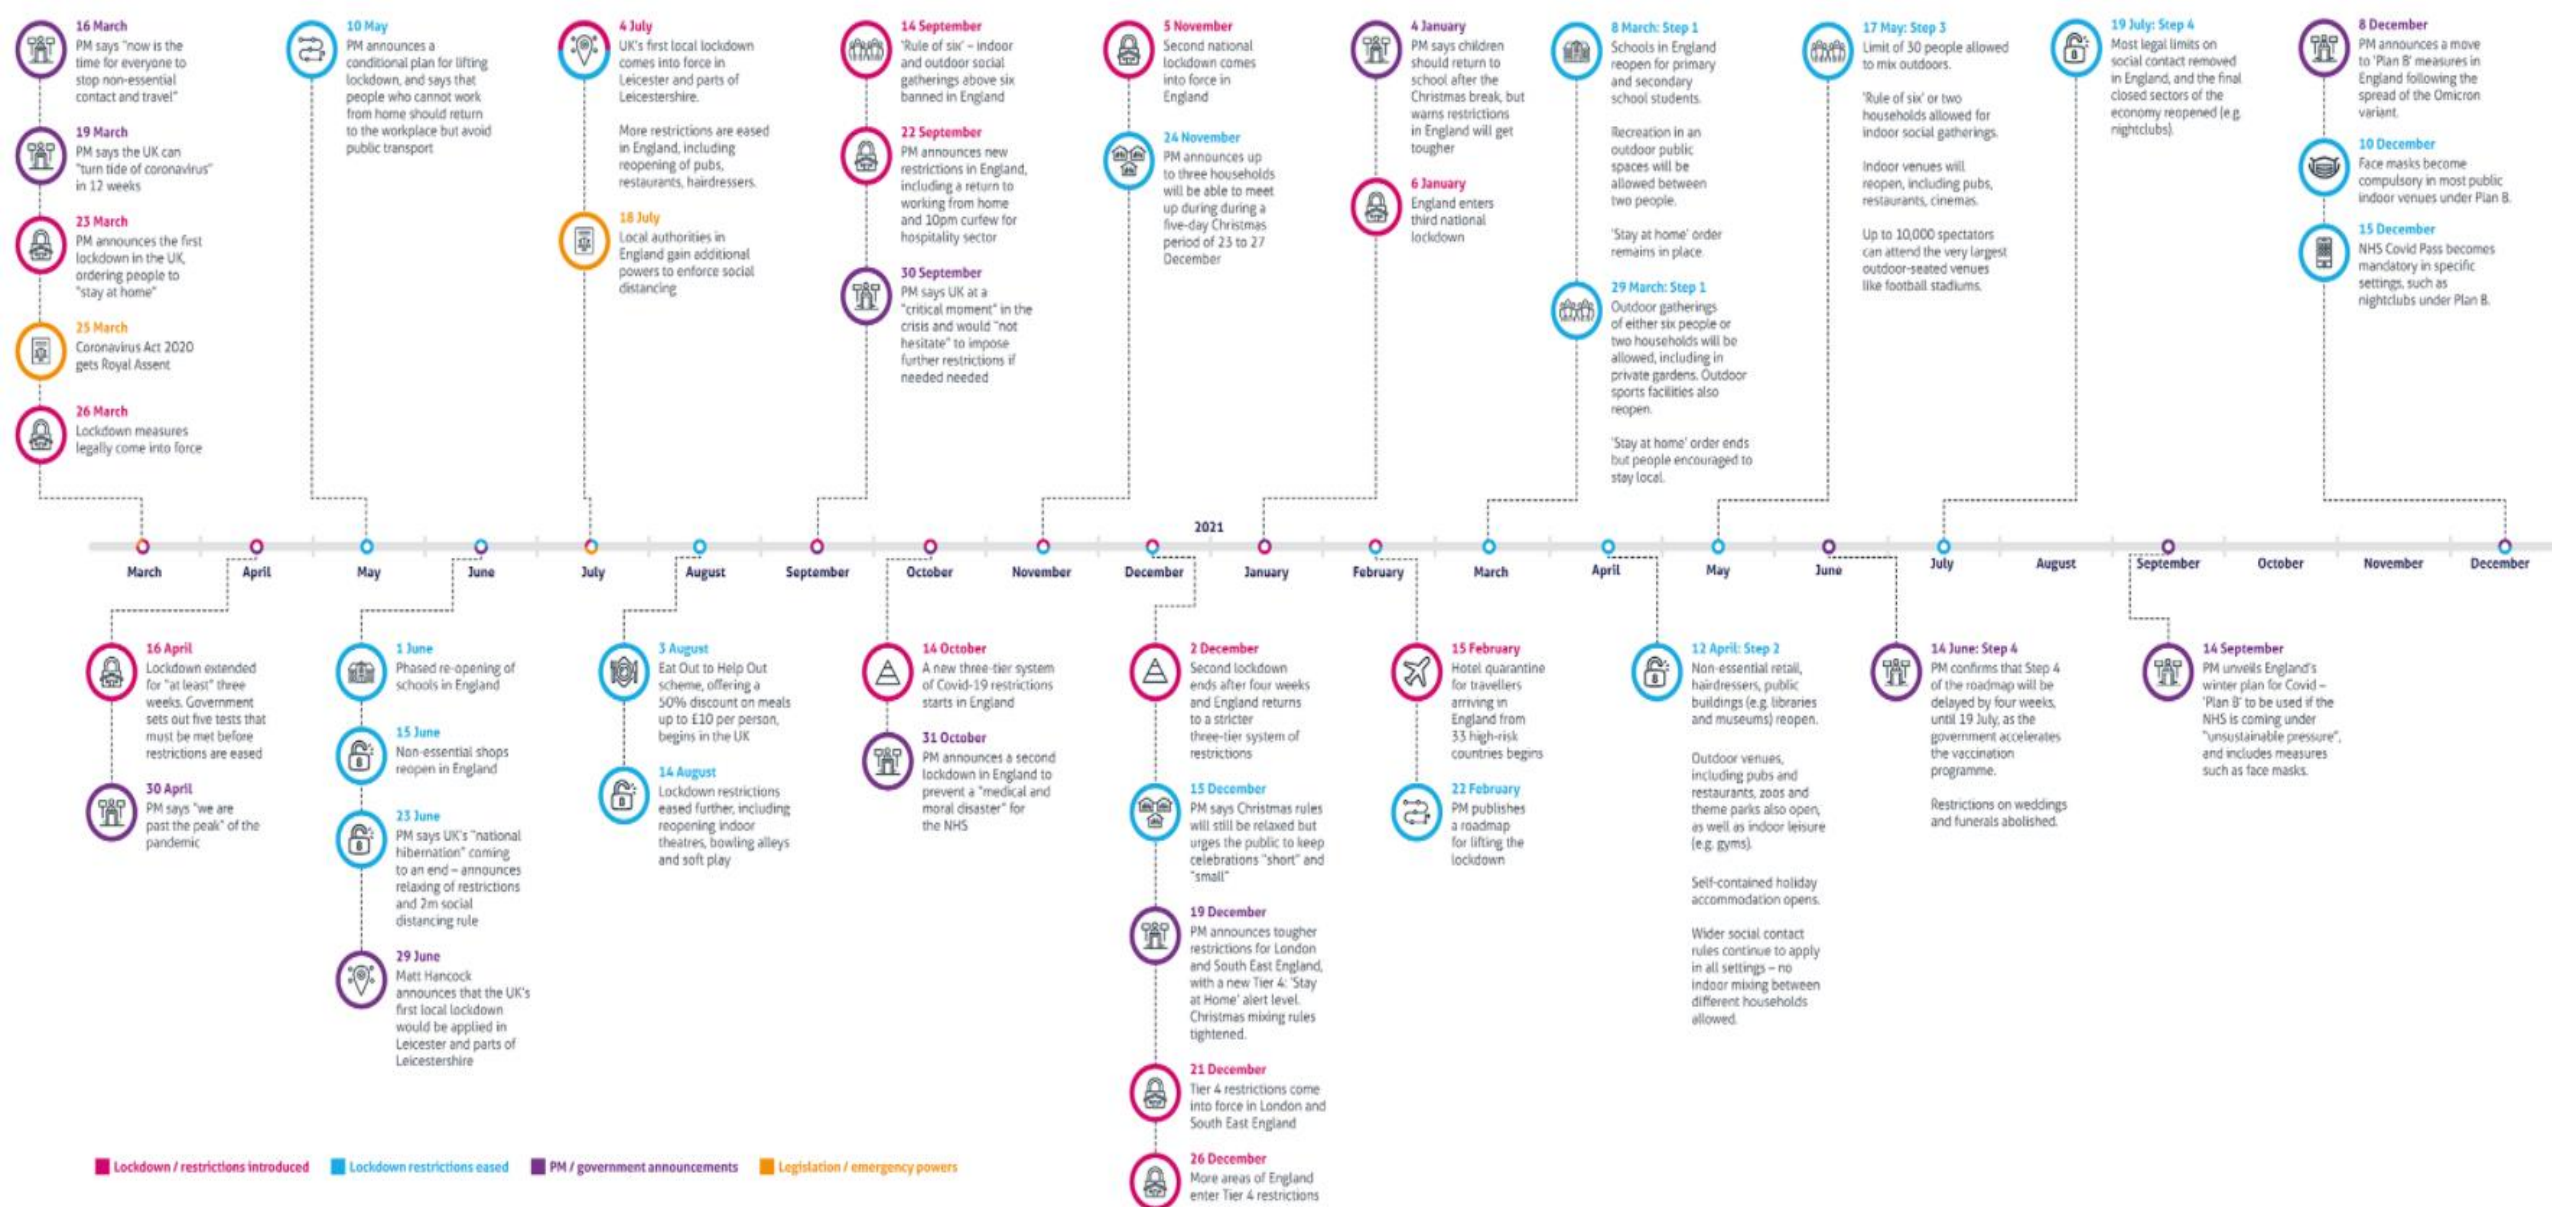 16 March
PM says "now is the
time for everyone to
stop non-essential
contact and travel"
19 March
PM says the UK can
"turn tide of coronavirus"
in 12 weeks
23 March
PM announces the first
lockdown in the UK,
ordering people to
"stay at home"
25 March
Coronavirus Act 2020
gets Royal Assent
26 March
Lockdown measures
legally come into force
10 May
PM announces a
conditional plan for lifting
lockdown, and says that
people who cannot work
from home should return
to the workplace but avoid
public transport
4 July
UK's first local lockdown
comes into force in
Leicester and parts of
Leicestershire.
More restrictions are eased
in England, including
reopening of pubs,
restaurants, hairdressers.
18 July
Local authorities in
England gain additional
powers to enforce social
distancing
14 September
'Rule of six' – indoor
and outdoor social
gatherings above six
banned in England
22 September
PM announces new
restrictions in England,
including a return to
working from home
and 10pm curfew for
hospitality sector
30 September
PM says UK at a
"critical moment" in the
crisis and would "not
hesitate" to impose
further restrictions if
needed needed
5 November
Second national
lockdown comes
into force in
England
24 November
PM announces up
to three households
will be able to meet
up during during a
five-day Christmas
period of 23 to 27
December
4 January
PM says children
should return to
school after the
Christmas break, but
warns restrictions
in England will get
tougher
6 January
England enters
third national
lockdown
8 March: Step 1
Schools in England
reopen for primary
and secondary
school students.
Recreation in an
outdoor public
spaces will be
allowed between
two people.
'Stay at home' order
remains in place.
29 March: Step 1
Outdoor gatherings
of either six people or
two households will be
allowed, including in
private gardens. Outdoor
sports facilities also
reopen.
'Stay at home' order ends
but people encouraged to
stay local.
17 May: Step 3
Limit of 30 people allowed
to mix outdoors.
'Rule of six' or two
households allowed for
indoor social gatherings.
Indoor venues will
reopen, including pubs,
restaurants, cinemas.
Up to 10,000 spectators
can attend the very largest
outdoor-seated venues
like football stadiums.
19 July: Step 4
Most legal limits on
social contact removed
in England, and the final
closed sectors of the
economy reopened (e.g.
nightclubs).
8 December
PM announces a move
to 'Plan B' measures in
England following the
spread of the Omicron
variant.
10 December
Face masks become
compulsory in most public
indoor venues under Plan B.
15 December
NHS Covid Pass becomes
mandatory in specific
settings, such as
nightclubs under Plan B.
2021
March April May June July August September October November December January February March April May June July August September October November December
16 April
Lockdown extended
for "at least" three
weeks. Government
sets out five tests that
must be met before
restrictions are eased
30 April
PM says "we are
past the peak" of the
pandemic
1 June
Phased re-opening of
schools in England
15 June
Non-essential shops
reopen in England
23 June
PM says UK's "national
hibernation" coming
to an end – announces
relaxing of restrictions
and 2m social
distancing rule
29 June
Matt Hancock
announces that the UK's
first local lockdown
would be applied in
Leicester and parts of
Leicestershire
3 August
Eat Out to Help Out
scheme, offering a
50% discount on meals
up to £10 per person,
begins in the UK
14 August
Lockdown restrictions
eased further, including
reopening indoor
theatres, bowling alleys
and soft play
14 October
A new three-tier system
of Covid-19 restrictions
starts in England
31 October
PM announces a second
lockdown in England to
prevent a "medical and
moral disaster" for
the NHS
2 December
Second lockdown
ends after four weeks
and England returns
to a stricter
three-tier system of
restrictions
15 December
PM says Christmas rules
will still be relaxed but
urges the public to keep
celebrations "short" and
"small"
19 December
PM announces tougher
restrictions for London
and South East England,
with a new Tier 4: 'Stay
at Home' alert level.
Christmas mixing rules
tightened.
21 December
Tier 4 restrictions come
into force in London and
South East England
26 December
More areas of England
enter Tier 4 restrictions
15 February
Hotel quarantine
for travellers
arriving in
England from
33 high-risk
countries begins
22 February
PM publishes
a roadmap
for lifting the
lockdown
12 April: Step 2
Non-essential retail,
hairdressers, public
buildings (e.g. libraries
and museums) reopen.
Outdoor venues,
including pubs and
restaurants, zoos and
theme parks also open,
as well as indoor leisure
(e.g. gyms).
Self-contained holiday
accommodation opens.
Wider social contact
rules continue to apply
in all settings – no
indoor mixing between
different households
allowed.
14 June: Step 4
PM confirms that Step 4
of the roadmap will be
delayed by four weeks,
until 19 July, as the
government accelerates
the vaccination
programme.
Restrictions on weddings
and funerals abolished.
14 September
PM unveils England's
winter plan for Covid –
'Plan B' to be used if the
NHS is coming under
"unsustainable pressure",
and includes measures
such as face masks.
Lockdown / restrictions introduced
Lockdown restrictions eased
PM / government announcements
Legislation / emergency powers